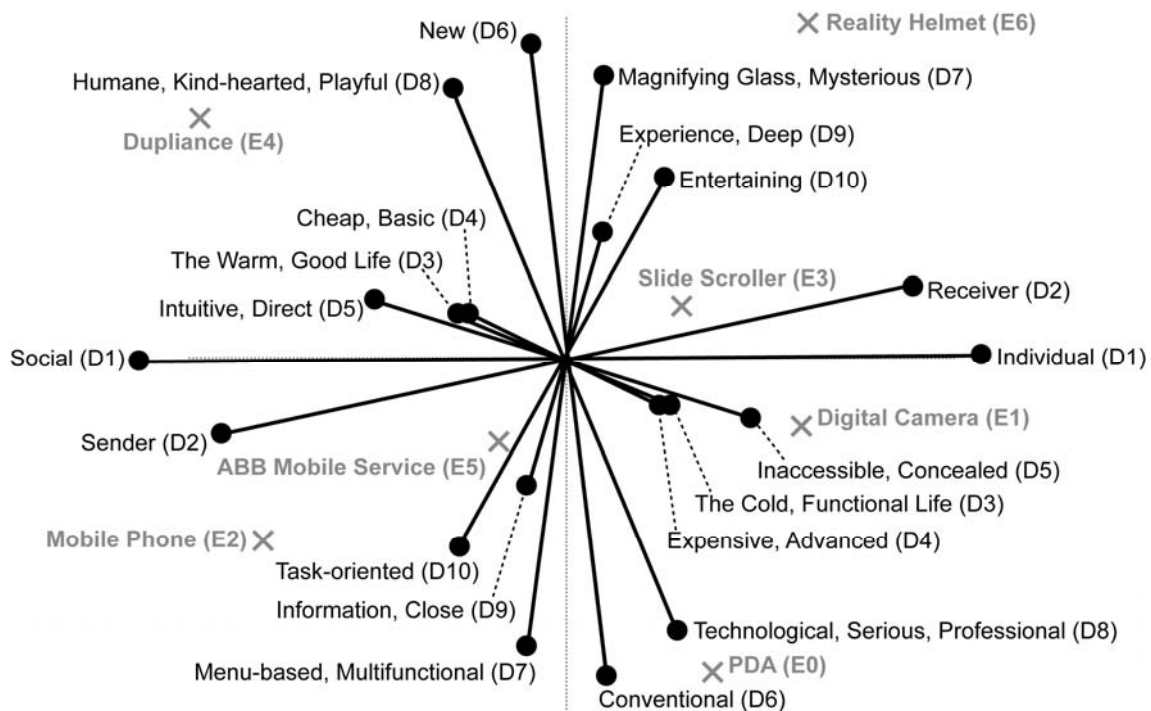 Reality Helmet (E6)
New (D6)
Humane, Kind-hearted, Playful (D8)
Magnifying Glass, Mysterious (D7)
Dupliance (E4)
Experience, Deep (D9)
Entertaining (D10)
Cheap, Basic (D4)
The Warm, Good Life (D3)
Slide Scroller (E3)
Intuitive, Direct (D5)
Receiver (D2)
Social (D1)
Individual (D1)
Digital Camera (E1)
Sender (D2)
ABB Mobile Service (E5)
Inaccessible, Concealed (D5)
The Cold, Functional Life (D3)
Mobile Phone (E2)
Expensive, Advanced (D4)
Task-oriented (D10)
Information, Close (D9)
Technological, Serious, Professional (D8)
Menu-based, Multifunctional (D7)
PDA (E0)
Conventional (D6)